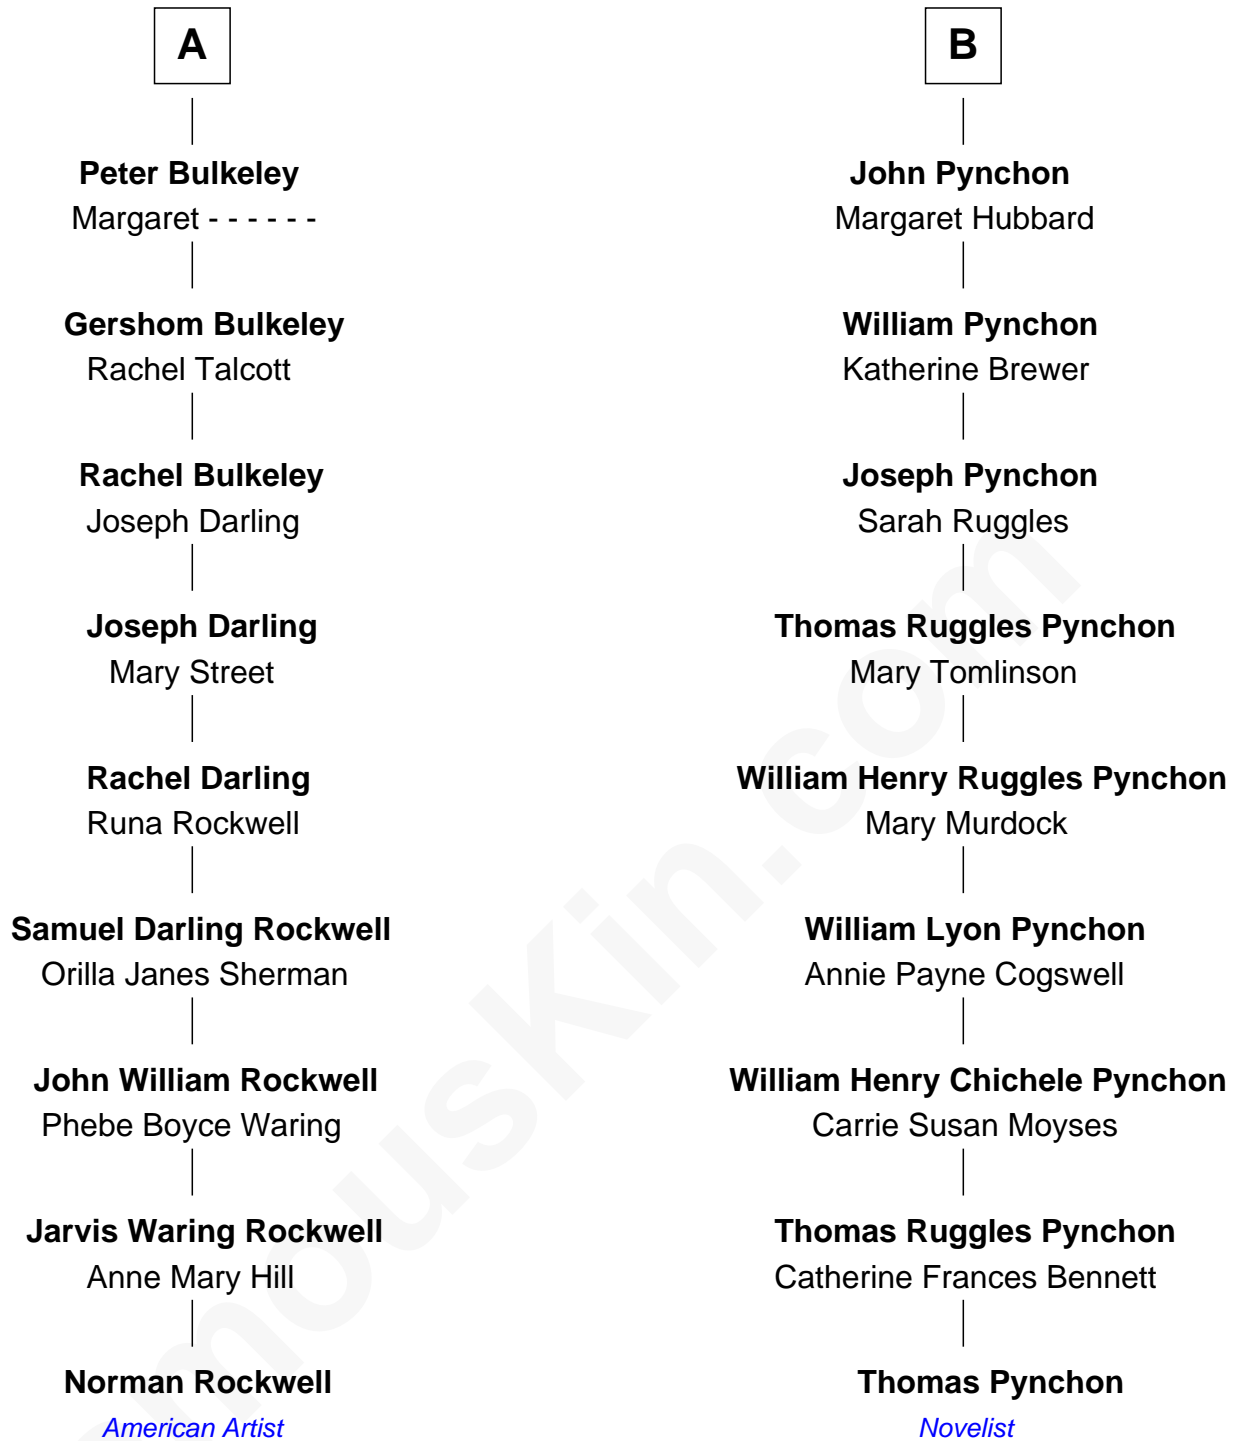 A
Peter Bulkeley
Margaret - - - - - -
Gershom Bulkeley
Rachel Talcott
Rachel Bulkeley
Joseph Darling
Joseph Darling
Mary Street
Rachel Darling
Runa Rockwell
Samuel Darling Rockwell
Orilla Janes Sherman
John William Rockwell
Phebe Boyce Waring
Jarvis Waring Rockwell
Anne Mary Hill
Norman Rockwell
American Artist
B
John Pynchon
Margaret Hubbard
William Pynchon
Katherine Brewer
Joseph Pynchon
Sarah Ruggles
Thomas Ruggles Pynchon
Mary Tomlinson
William Henry Ruggles Pynchon
Mary Murdock
William Lyon Pynchon
Annie Payne Cogswell
William Henry Chichele Pynchon
Carrie Susan Moyses
Thomas Ruggles Pynchon
Catherine Frances Bennett
Thomas Pynchon
Novelist
mousKin.com